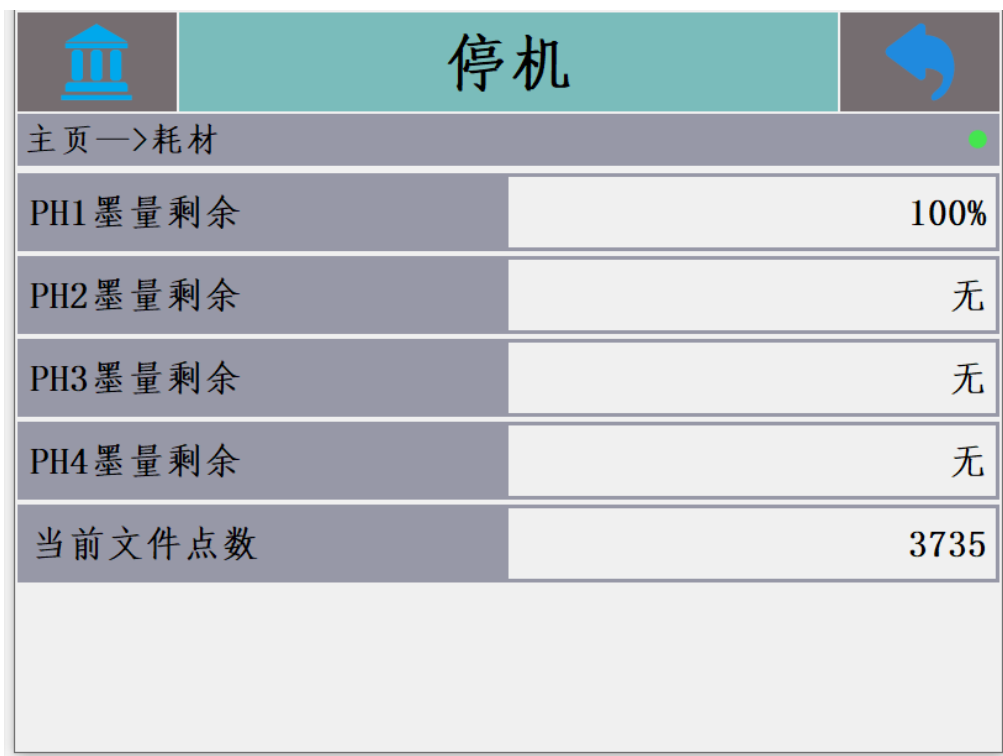 停机
主页—>耗材
PH1墨量剩余 100%
PH2墨量剩余 无
PH3墨量剩余 无
PH4墨量剩余 无
当前文件点数 3735